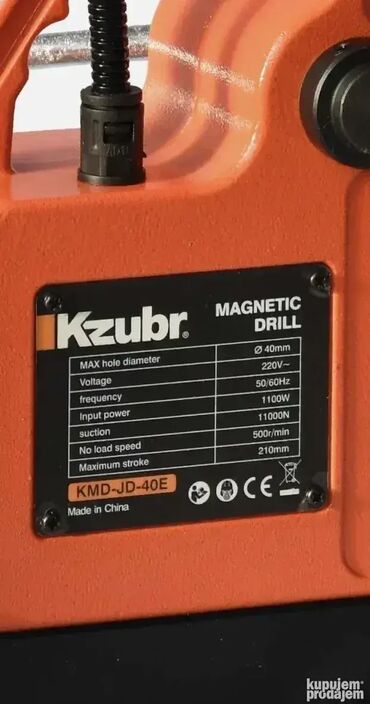 Kzubr®
MAGNETIC
DRILL
MAX hole diameter Ø 40mm
Voltage 220V~
frequency 50/60Hz
Input power 1100W
suction 11000N
No load speed 500r/min
Maximum stroke 210mm
KMD-JD-40E
CE
Made in China
kupujem
prodajem